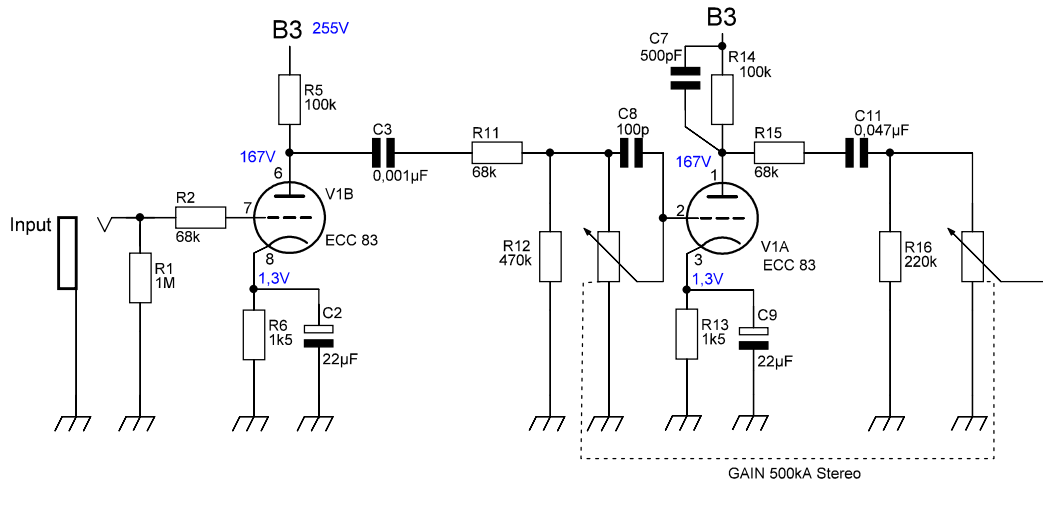 B3 255V
B3
C7
500pF
R14
100k
R5
100k
C3
0,001µF
R11
68k
C8
100p
R15
68k
C11
0,047µF
167V
6
167V
1
V1B
R2
68k
7
ECC 83
8
Input
2
V1A
ECC 83
3
R12
470k
R16
220k
R1
1M
1,3V
1,3V
R6
1k5
C2
22µF
R13
1k5
C9
22µF
GAIN 500kA Stereo